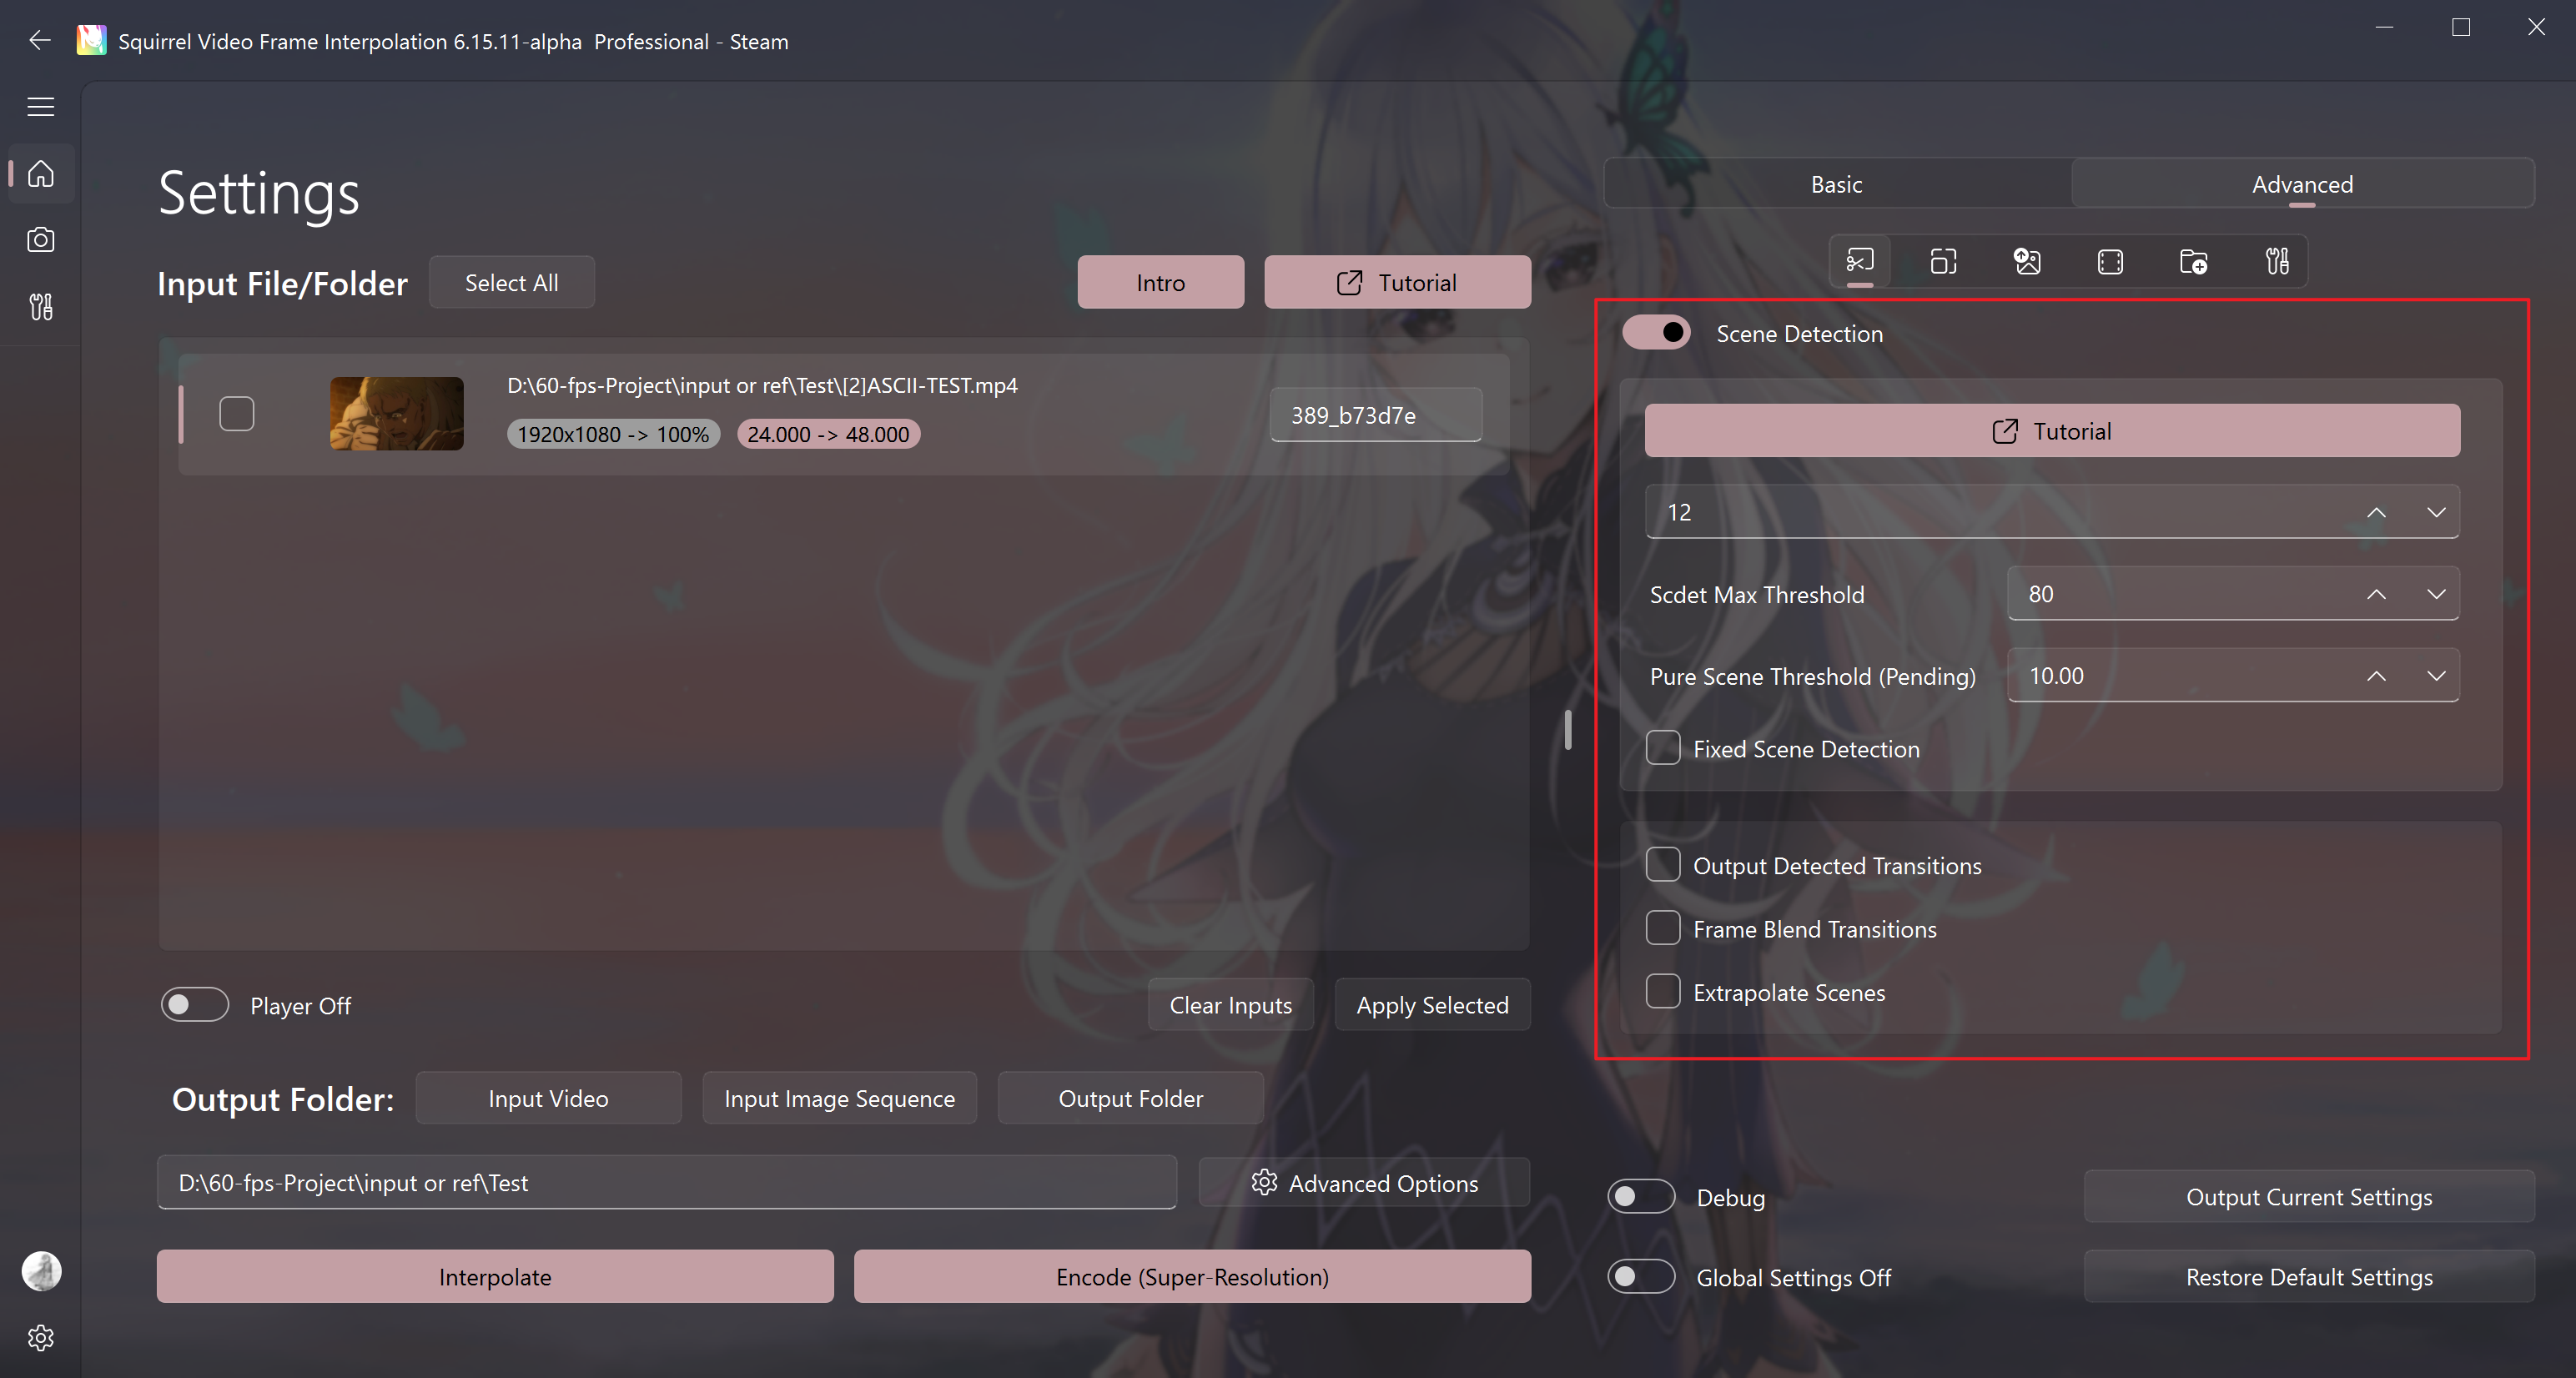 Squirrel Video Frame Interpolation 6.15.11-alpha  Professional - Steam
Settings
Input File/Folder
Select All
Intro
Tutorial
D:\60-fps-Project\input or ref\Test\[2]ASCII-TEST.mp4
1920x1080 -> 100%
24.000 -> 48.000
389_b73d7e
Player Off
Clear Inputs
Apply Selected
Output Folder:
Input Video
Input Image Sequence
Output Folder
D:\60-fps-Project\input or ref\Test
Advanced Options
Interpolate
Encode (Super-Resolution)
Basic
Advanced
Scene Detection
Tutorial
12
Scdet Max Threshold
80
Pure Scene Threshold (Pending)
10.00
Fixed Scene Detection
Output Detected Transitions
Frame Blend Transitions
Extrapolate Scenes
Debug
Output Current Settings
Global Settings Off
Restore Default Settings